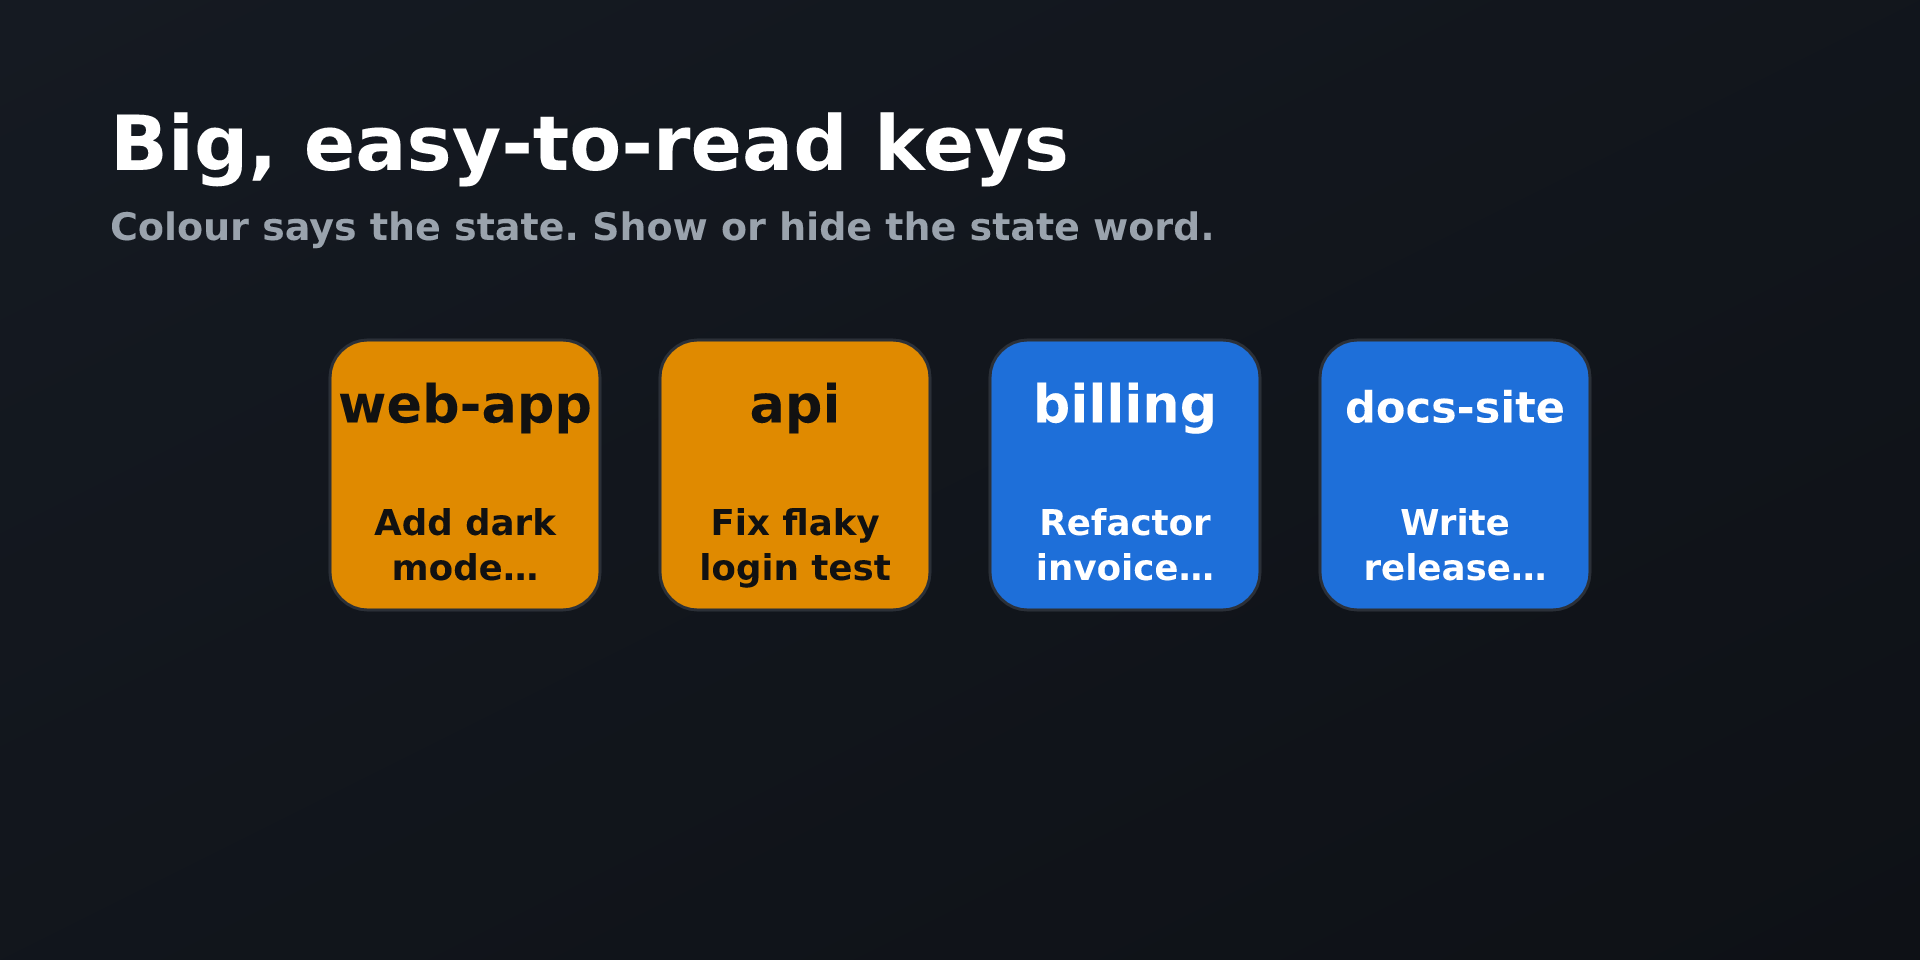 Big, easy-to-read keys
Colour says the state. Show or hide the state word.
web-app
Add dark
mode…
api
Fix flaky
login test
billing
Refactor
invoice…
docs-site
Write
release…